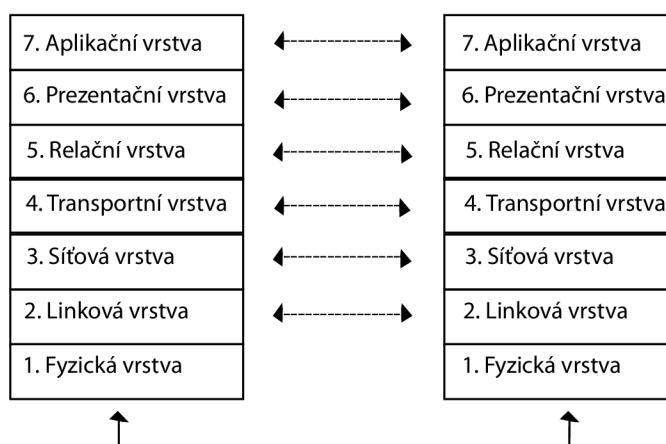 7. Aplikační vrstva
6. Prezentační vrstva
5. Relační vrstva
4. Transportní vrstva
3. Síťová vrstva
2. Linková vrstva
1. Fyzická vrstva
7. Aplikační vrstva
6. Prezentační vrstva
5. Relační vrstva
4. Transportní vrstva
3. Síťová vrstva
2. Linková vrstva
1. Fyzická vrstva